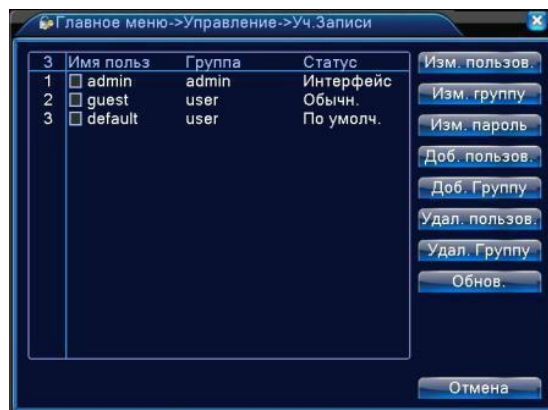 Главное меню->Управление->Уч.Записи
3 Имя польз Группа Статус
1 admin admin Интерфейс
2 guest user Обычн.
3 default user По умолч.
Изм. пользов.
Изм. группу
Изм. пароль
Доб. пользов.
Доб. Группу
Удал. пользов.
Удал. Группу
Обнов.
Отмена